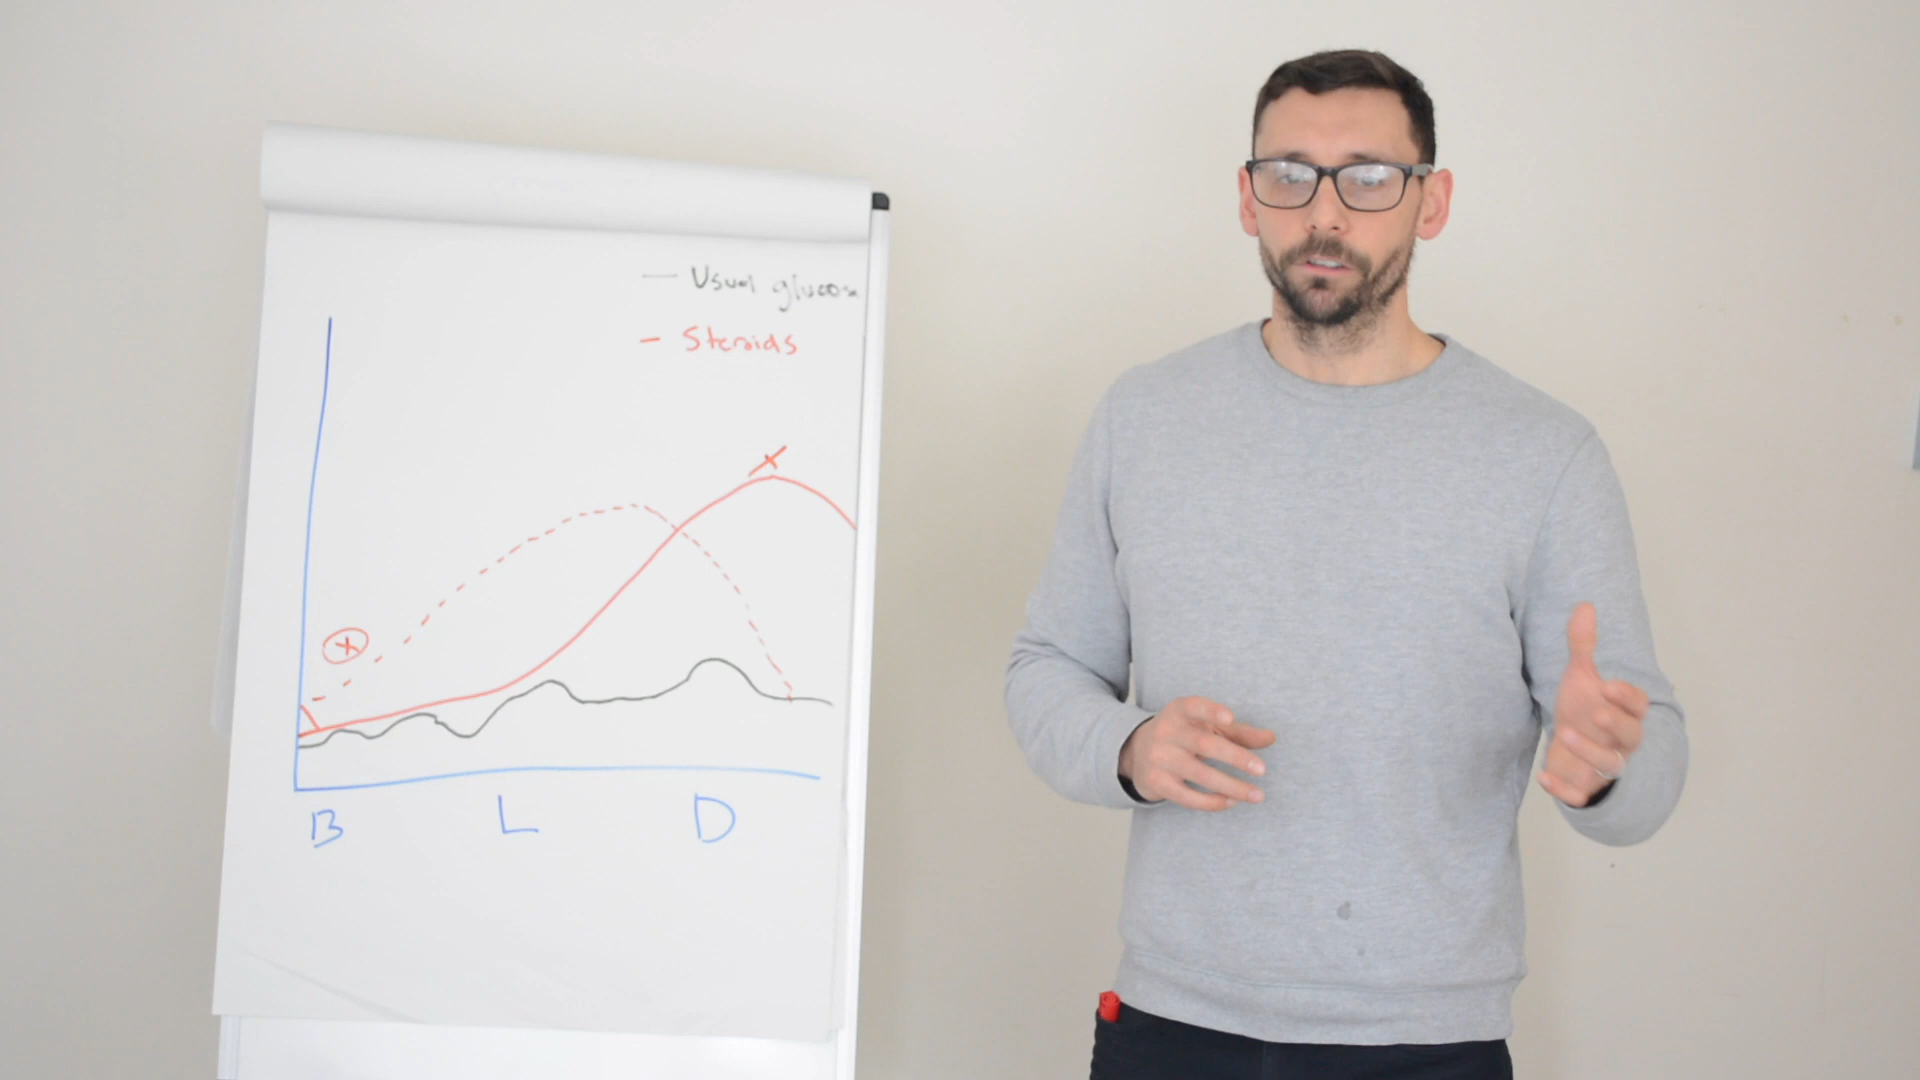 — Usual glucose
- Steroids
x
x
B L D